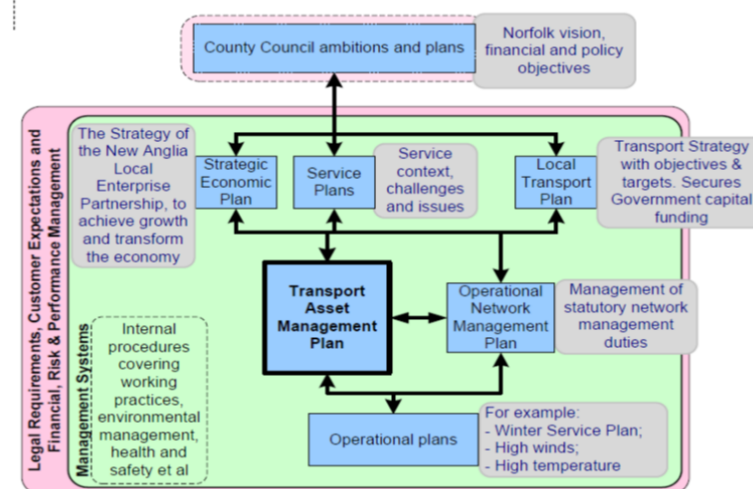 County Council ambitions and plans
Norfolk vision,
financial and policy
objectives
Legal Requirements, Customer Expectations and
Financial, Risk & Performance Management
The Strategy of
the New Anglia
Local
Enterprise
Partnership, to
achieve growth
and transform
the economy
Strategic
Economic
Plan
Service
Plans
Service
context,
challenges
and issues
Local
Transport
Plan
Transport Strategy
with objectives &
targets. Secures
Government capital
funding
Transport
Asset
Management
Plan
Operational
Network
Management
Plan
Management of
statutory network
management
duties
Management Systems
Internal
procedures
covering
working
practices,
environmental
management,
health and
safety et al
Operational plans
For example:
- Winter Service Plan;
- High winds;
- High temperature